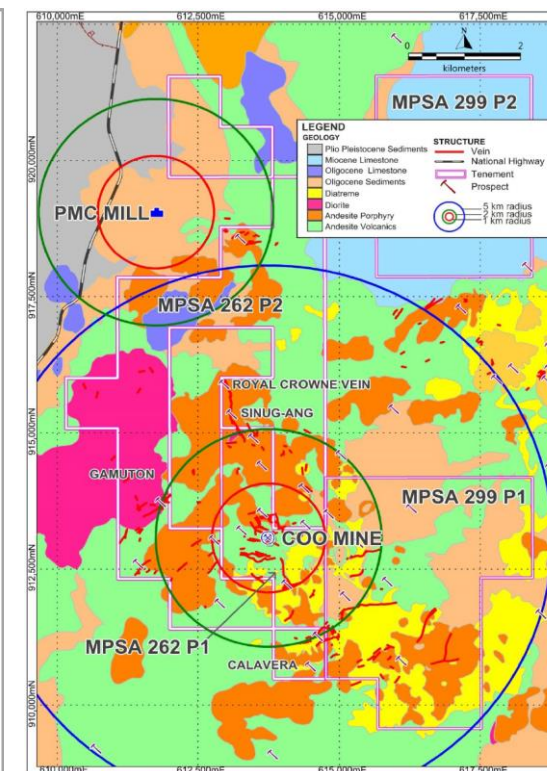 610,000mE
612,500mE
615,000mE
617,500mE
N
0
2
kilometers
MPSA 299 P2
LEGEND
GEOLOGY
Plio Pleistocene Sediments
Miocene Limestone
Oligocene Limestone
Oligocene Sediments
Diatreme
Diorite
Andesite Porphyry
Andesite Volcanics
STRUCTURE
Vein
National Highway
Tenement
Prospect
5 km radius
2 km radius
1 km radius
920,000mN
PMC MILL
917,500mN
MPSA 262 P2
ROYAL CROWNE VEIN
SINUG-ANG
915,000mN
GAMUTON
MPSA 299 P1
COO MINE
912,500mN
MPSA 262 P1
CALAVERA
910,000mN
610,000mE
612,500mE
615,000mE
617,500mE